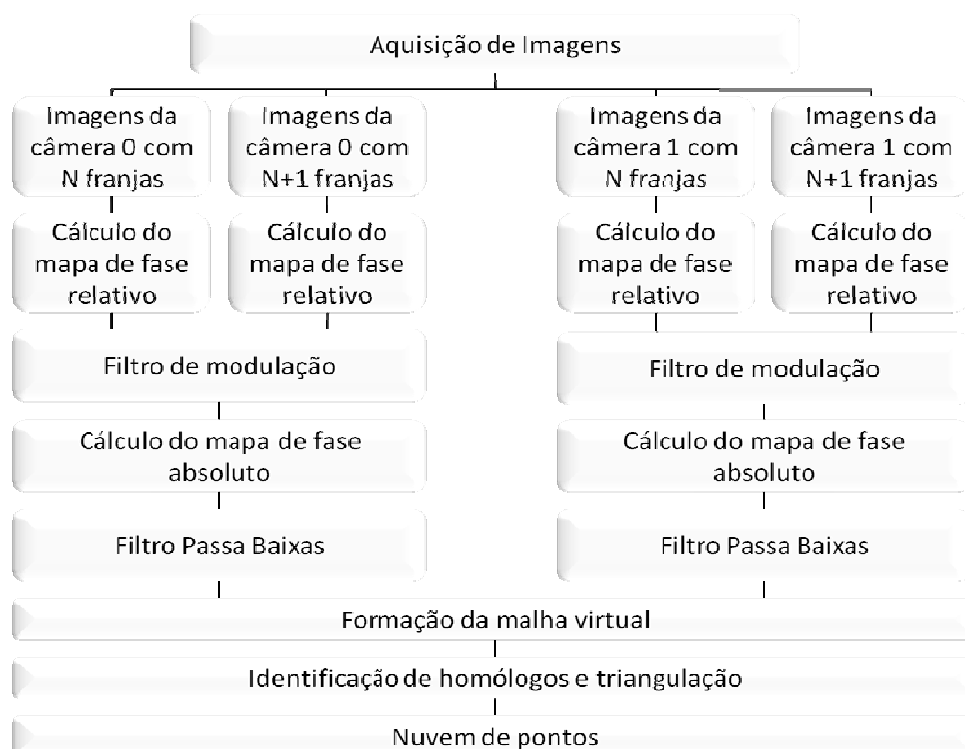 Aquisição de Imagens
Imagens da
câmera 0 com
N franjas
Imagens da
câmera 0 com
N+1 franjas
Imagens da
câmera 1 com
N franjas
Imagens da
câmera 1 com
N+1 franjas
Cálculo do
mapa de fase
relativo
Cálculo do
mapa de fase
relativo
Cálculo do
mapa de fase
relativo
Cálculo do
mapa de fase
relativo
Filtro de modulação
Filtro de modulação
Cálculo do mapa de fase
absoluto
Cálculo do mapa de fase
absoluto
Filtro Passa Baixas
Filtro Passa Baixas
Formação da malha virtual
Identificação de homólogos e triangulação
Nuvem de pontos